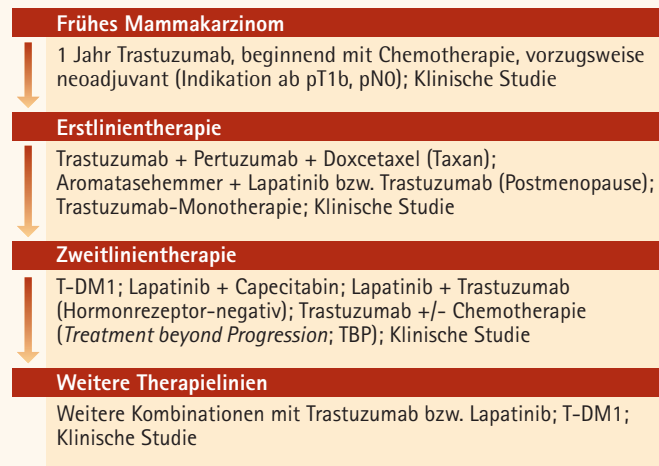 Frühes Mammakarzinom
1 Jahr Trastuzumab, beginnend mit Chemotherapie, vorzugsweise
neoadjuvant (Indikation ab pT1b, pN0); Klinische Studie
Erstlinientherapie
Trastuzumab + Pertuzumab + Doxcetaxel (Taxan);
Aromatasehemmer + Lapatinib bzw. Trastuzumab (Postmenopause);
Trastuzumab-Monotherapie; Klinische Studie
Zweitlinientherapie
T-DM1; Lapatinib + Capecitabin; Lapatinib + Trastuzumab
(Hormonrezeptor-negativ); Trastuzumab +/- Chemotherapie
(Treatment beyond Progression; TBP); Klinische Studie
Weitere Therapielinien
Weitere Kombinationen mit Trastuzumab bzw. Lapatinib; T-DM1;
Klinische Studie